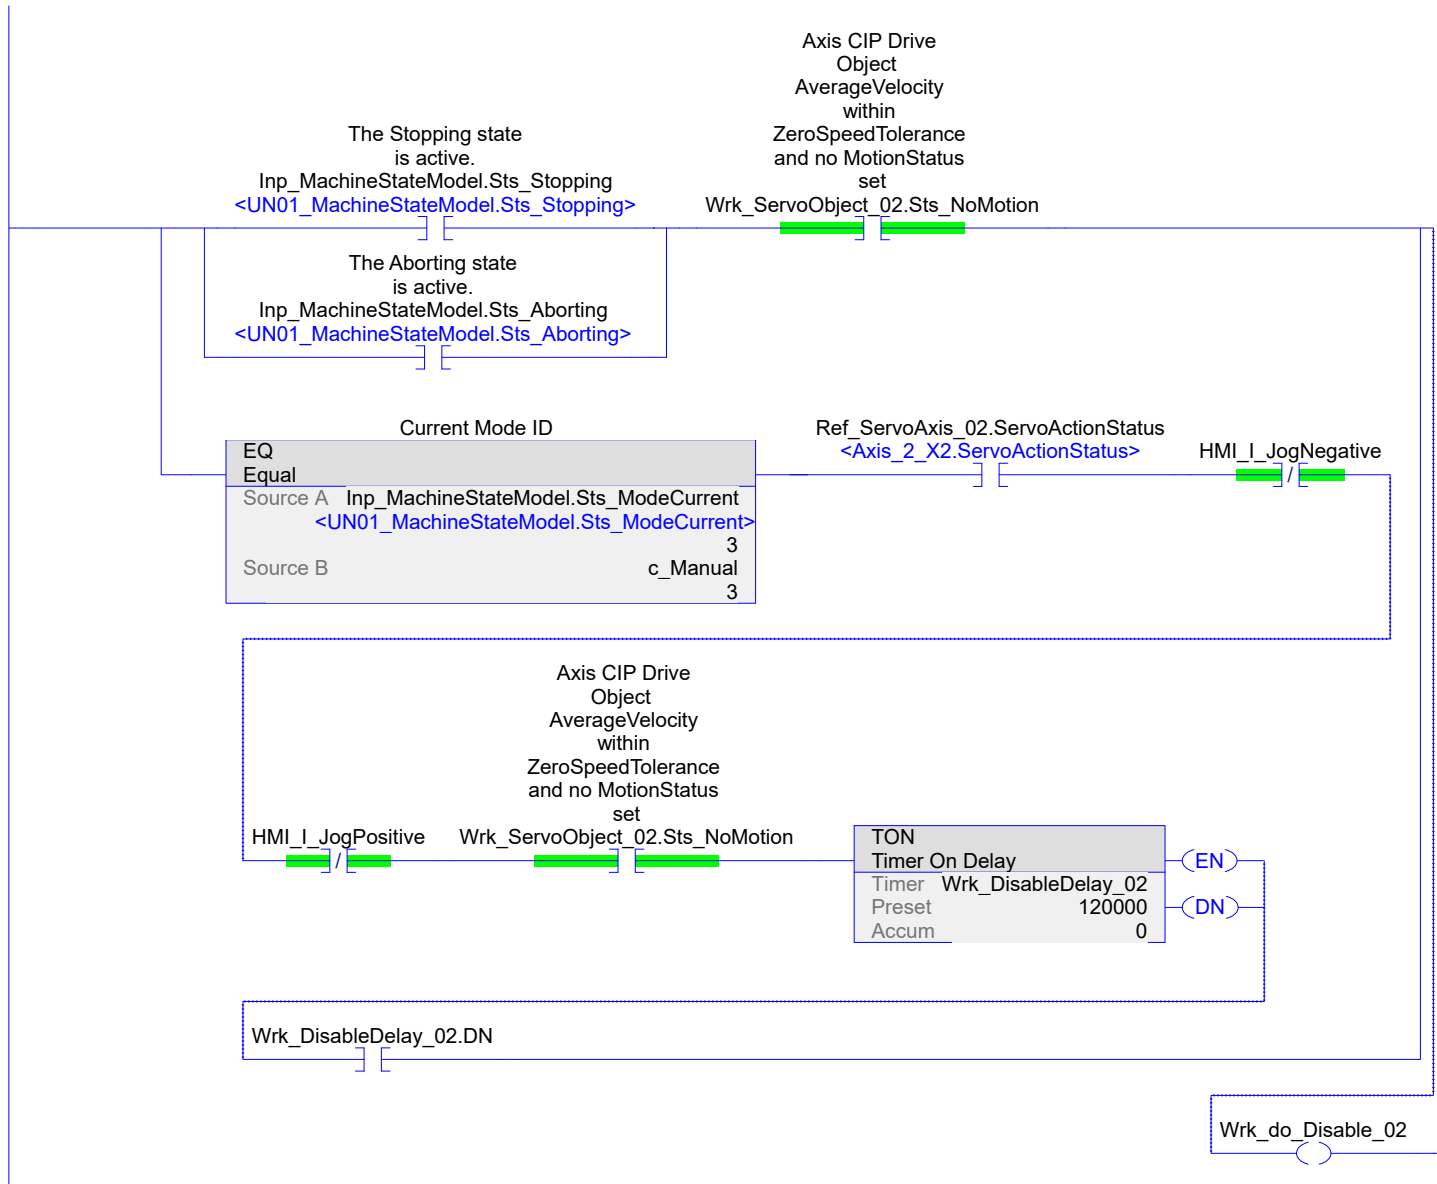 Axis CIP Drive
Object
AverageVelocity
within
ZeroSpeedTolerance
and no MotionStatus
set
Wrk_ServoObject_02.Sts_NoMotion
The Stopping state
is active.
Inp_MachineStateModel.Sts_Stopping
<UN01_MachineStateModel.Sts_Stopping>
The Aborting state
is active.
Inp_MachineStateModel.Sts_Aborting
<UN01_MachineStateModel.Sts_Aborting>
Current Mode ID
EQ
Equal
Source A Inp_MachineStateModel.Sts_ModeCurrent
<UN01_MachineStateModel.Sts_ModeCurrent>
3
Source B c_Manual
3
Ref_ServoAxis_02.ServoActionStatus
<Axis_2_X2.ServoActionStatus>
HMI_I_JogNegative
/
HMI_I_JogPositive
/
Axis CIP Drive
Object
AverageVelocity
within
ZeroSpeedTolerance
and no MotionStatus
set
Wrk_ServoObject_02.Sts_NoMotion
TON
Timer On Delay
Timer Wrk_DisableDelay_02
Preset 120000
Accum 0
EN
DN
Wrk_DisableDelay_02.DN
Wrk_do_Disable_02